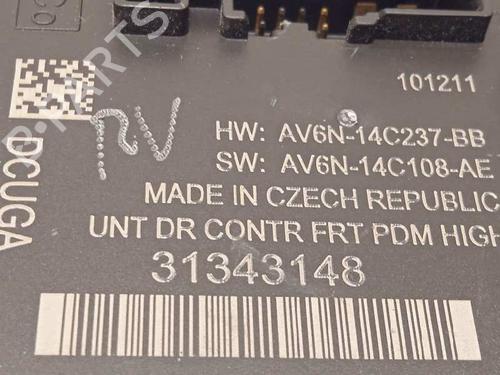 101211
RV
HW: AV6N-14C237-BB
SW: AV6N-14C108-AE
MADE IN CZECH REPUBLIC
UNT DR CONTR FRT PDM HIGH
31343148
DCUGA